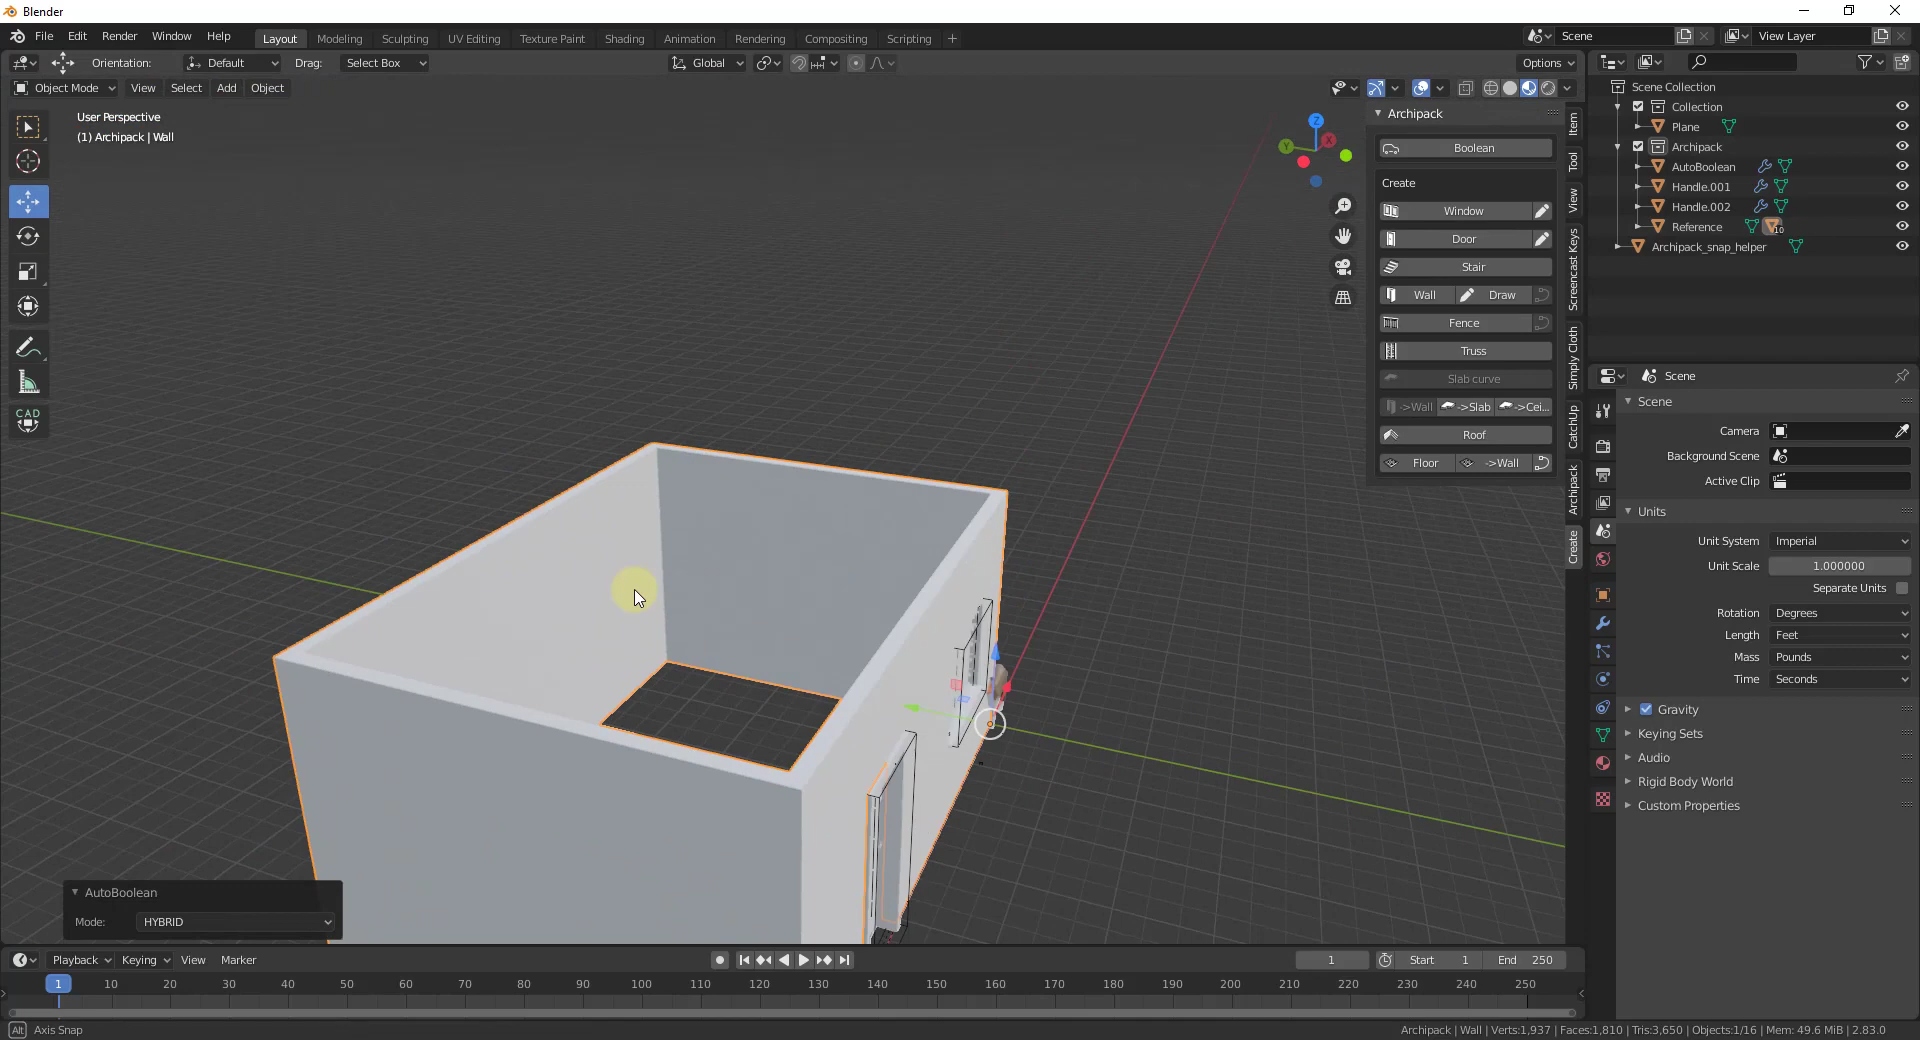 Blender
File Edit Render Window Help Layout Modeling Sculpting UV Editing Texture Paint Shading Animation Rendering Compositing Scripting + Scene View Layer
Orientation: Default Drag: Select Box Global Options
Object Mode View Select Add Object
User Perspective
(1) Archipack | Wall
CAD
Z
X
Y
Archipack
Boolean
Create
Window
Door
Stair
Wall Draw
Fence
Truss
Slab curve
->Wall ->Slab ->Cei...
Roof
Floor ->Wall
Item
Tool
View
Screencast Keys
Simply Cloth
CatchUp
Archipack
Create
Scene Collection
Collection
Plane
Archipack
AutoBoolean
Handle.001
Handle.002
Reference 10
Archipack_snap_helper
Scene
Scene
Camera
Background Scene
Active Clip
Units
Unit System Imperial
Unit Scale 1.000000
Separate Units
Rotation Degrees
Length Feet
Mass Pounds
Time Seconds
Gravity
Keying Sets
Audio
Rigid Body World
Custom Properties
AutoBoolean
Mode: HYBRID
Playback Keying View Marker 1 Start 1 End 250
1 10 20 30 40 50 60 70 80 90 100 110 120 130 140 150 160 170 180 190 200 210 220 230 240 250
Alt Axis Snap
Archipack | Wall | Verts:1,937 | Faces:1,810 | Tris:3,650 | Objects:1/16 | Mem: 49.6 MiB | 2.83.0